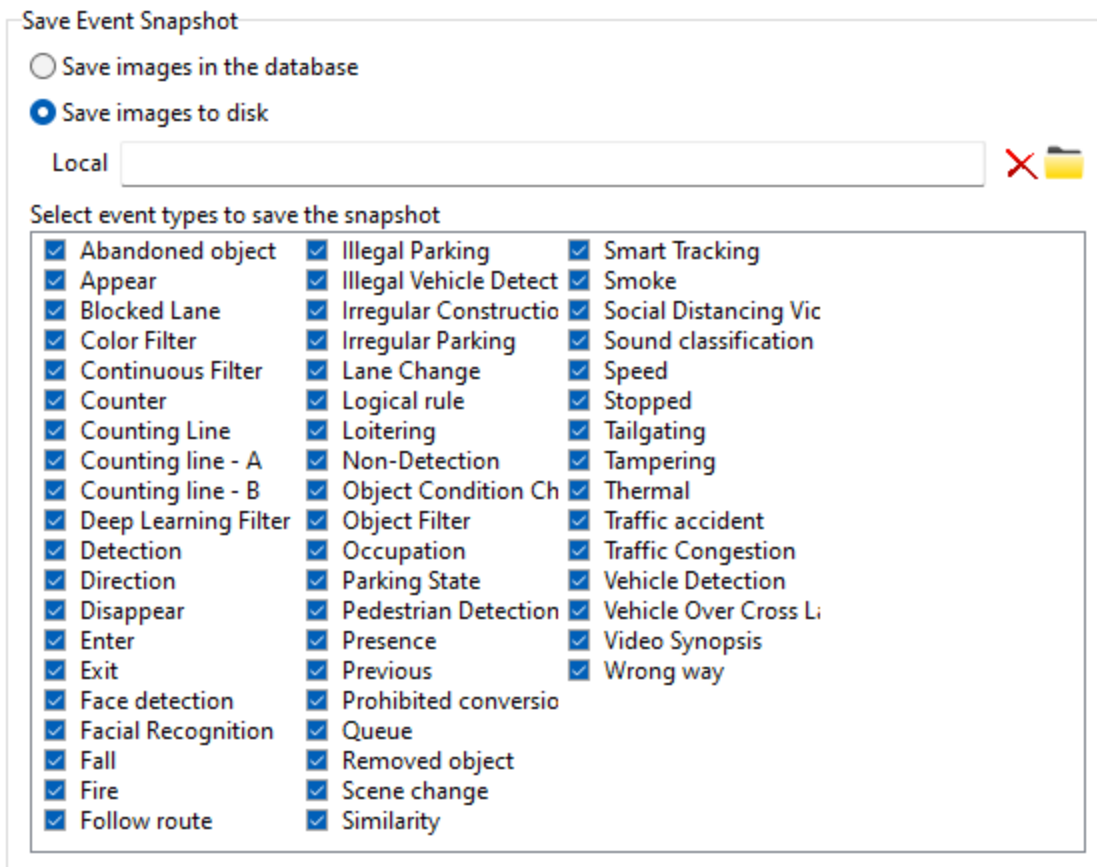 Save Event Snapshot
Save images in the database
Save images to disk
Local
Select event types to save the snapshot
Abandoned object
Appear
Blocked Lane
Color Filter
Continuous Filter
Counter
Counting Line
Counting line - A
Counting line - B
Deep Learning Filter
Detection
Direction
Disappear
Enter
Exit
Face detection
Facial Recognition
Fall
Fire
Follow route
Illegal Parking
Illegal Vehicle Detect
Irregular Constructio
Irregular Parking
Lane Change
Logical rule
Loitering
Non-Detection
Object Condition Ch
Object Filter
Occupation
Parking State
Pedestrian Detection
Presence
Previous
Prohibited conversio
Queue
Removed object
Scene change
Similarity
Smart Tracking
Smoke
Social Distancing Vic
Sound classification
Speed
Stopped
Tailgating
Tampering
Thermal
Traffic accident
Traffic Congestion
Vehicle Detection
Vehicle Over Cross La
Video Synopsis
Wrong way